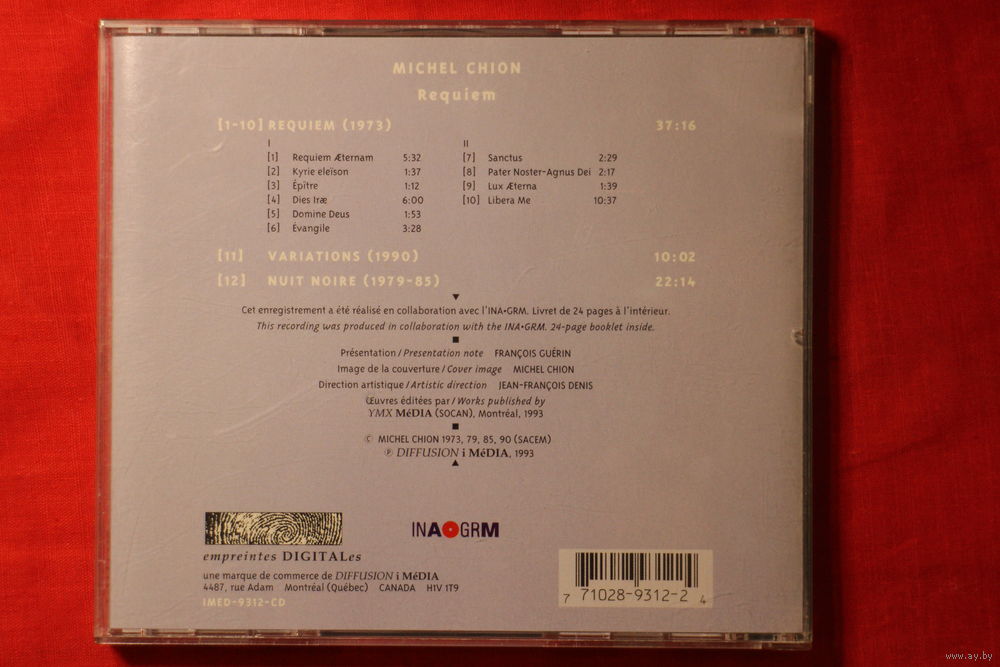 MICHEL CHION
Requiem
[1-10] REQUIEM (1973) 37:16
I
[1] Requiem Æternam 5:32
[2] Kyrie eleïson 1:37
[3] Épître 1:12
[4] Dies Iræ 6:00
[5] Domine Deus 1:53
[6] Évangile 3:28
II
[7] Sanctus 2:29
[8] Pater Noster-Agnus Dei 2:17
[9] Lux Æterna 1:39
[10] Libera Me 10:37
[11] VARIATIONS (1990) 10:02
[12] NUIT NOIRE (1979-85) 22:14
Cet enregistrement a été réalisé en collaboration avec l'INA•GRM. Livret de 24 pages à l'intérieur.
This recording was produced in collaboration with the INA•GRM. 24-page booklet inside.
Présentation / Presentation note FRANÇOIS GUÉRIN
Image de la couverture / Cover image MICHEL CHION
Direction artistique / Artistic direction JEAN-FRANÇOIS DENIS
Œuvres éditées par / Works published by
YMX MéDIA (SOCAN), Montréal, 1993
© MICHEL CHION 1973, 79, 85, 90 (SACEM)
℗ DIFFUSION i MéDIA, 1993
INA•GRM
empreintes DIGITALes
une marque de commerce de DIFFUSION i MéDIA
4487, rue Adam Montréal (Québec) CANADA H1V 1T9
IMED-9312-CD
7 71028-9312-2 4
www.ay.by